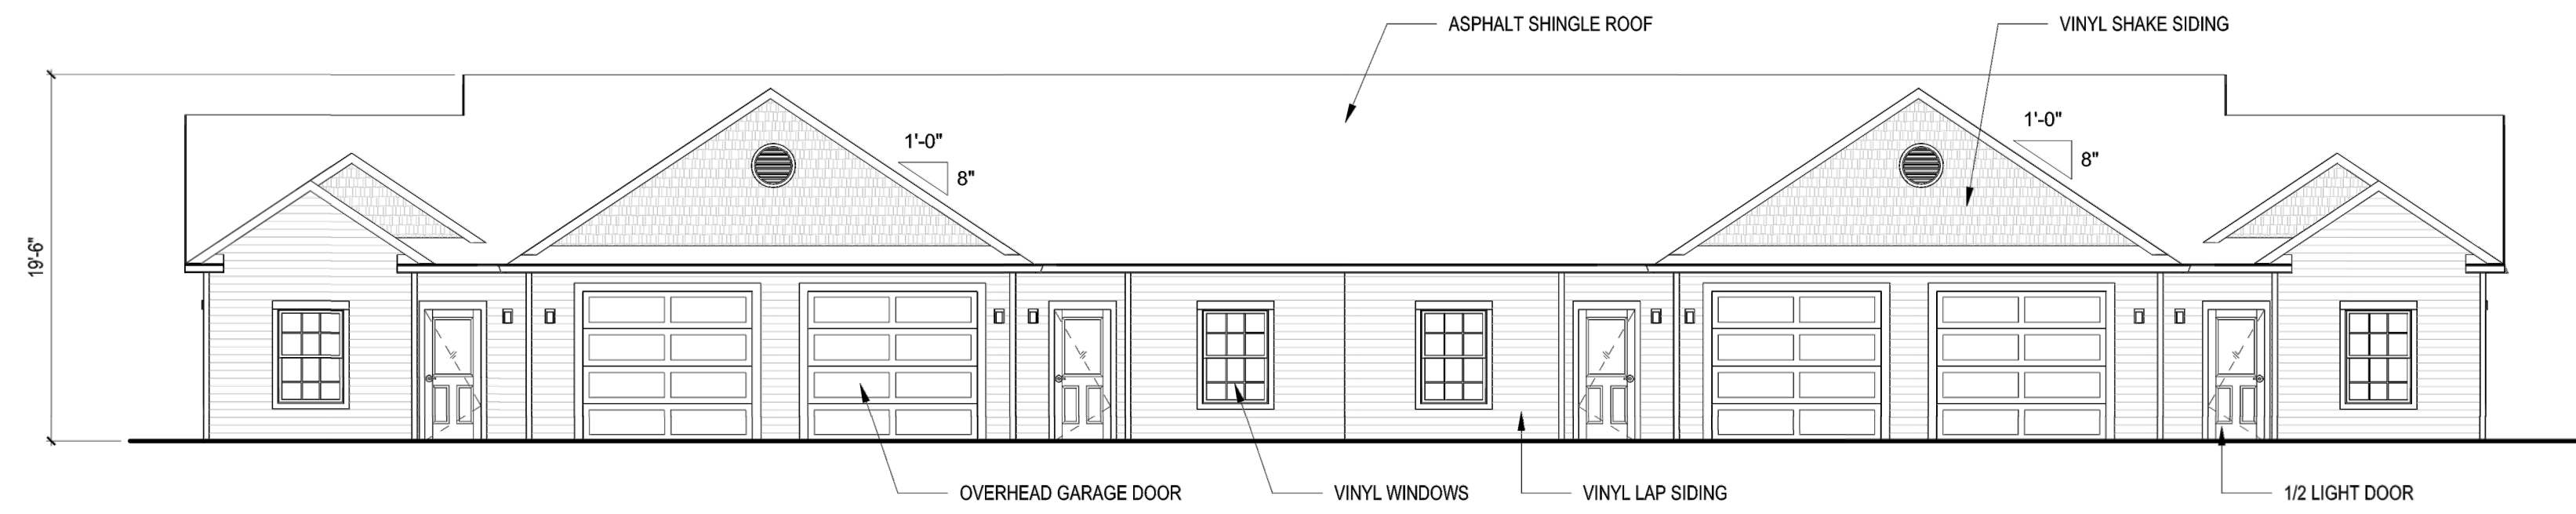 ASPHALT SHINGLE ROOF
VINYL SHAKE SIDING
1'-0"
8"
1'-0"
8"
19'-6"
OVERHEAD GARAGE DOOR
VINYL WINDOWS
VINYL LAP SIDING
1/2 LIGHT DOOR